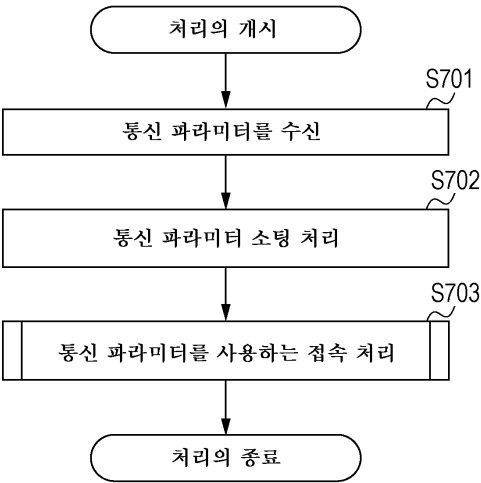 처리의 개시
S701
통신 파라미터를 수신
S702
통신 파라미터 소팅 처리
S703
통신 파라미터를 사용하는 접속 처리
처리의 종료